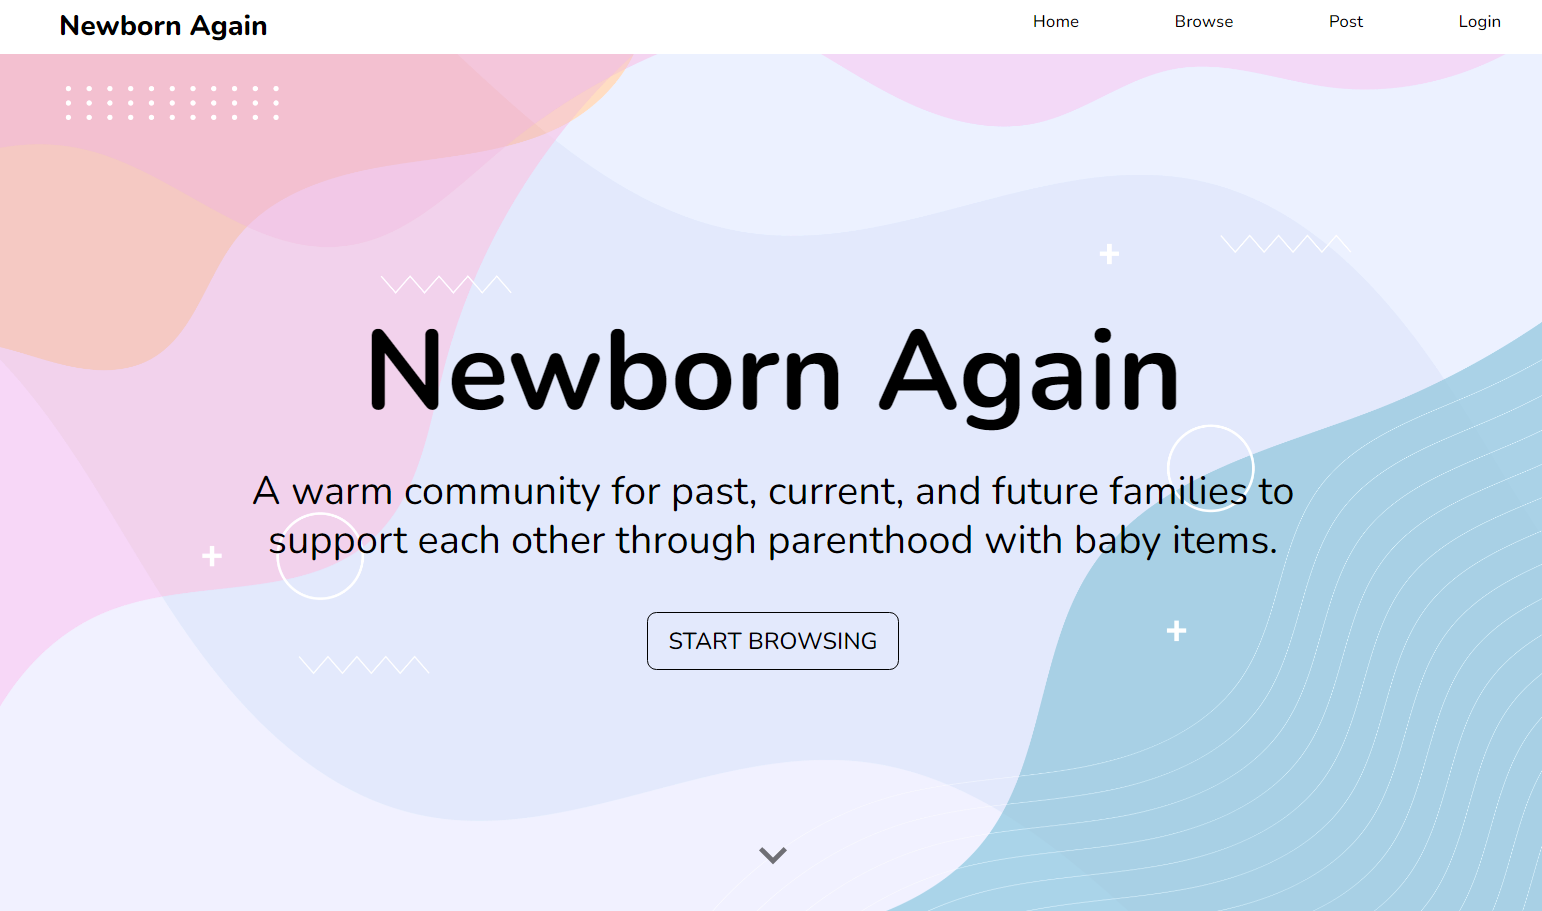 Newborn Again
Home
Browse
Post
Login
Newborn Again
A warm community for past, current, and future families to
support each other through parenthood with baby items.
START BROWSING